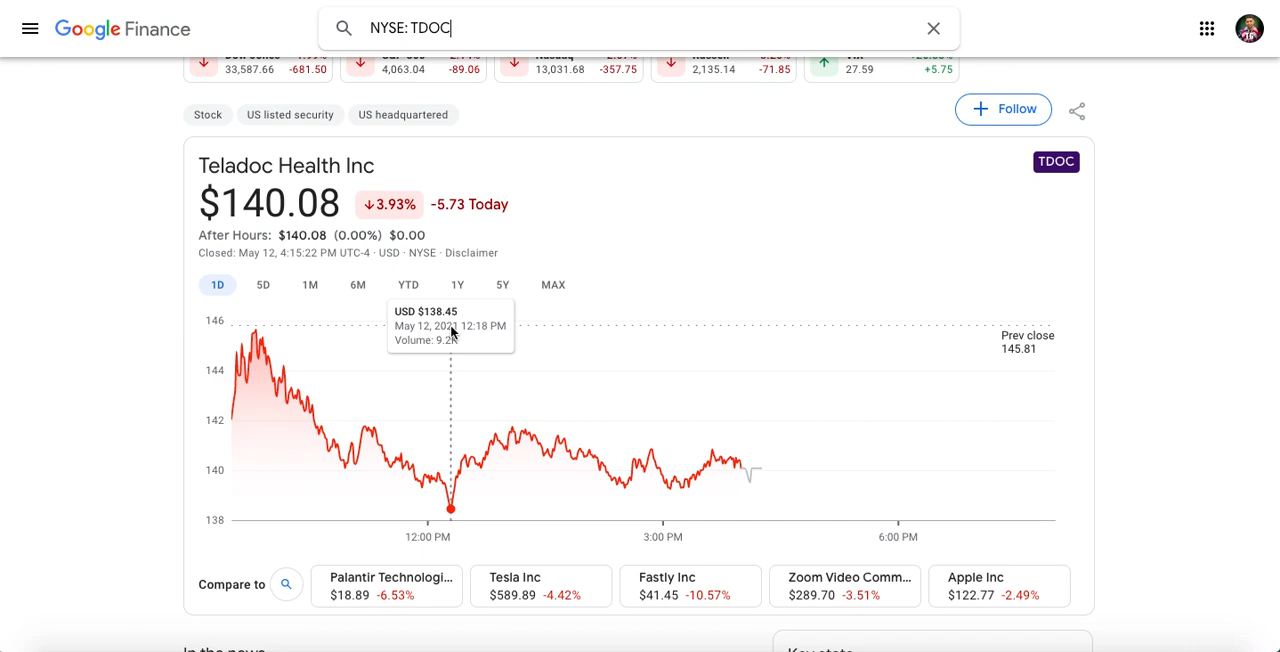 Google Finance
NYSE: TDOC
33,587.66 -681.50
4,063.04 -89.06
13,031.68 -357.75
2,135.14 -71.85
27.59 +5.75
Stock
US listed security
US headquartered
Follow
Teladoc Health Inc
TDOC
$140.08
3.93%
-5.73 Today
After Hours: $140.08 (0.00%) $0.00
Closed: May 12, 4:15:22 PM UTC-4 · USD · NYSE · Disclaimer
1D
5D
1M
6M
YTD
1Y
5Y
MAX
USD $138.45
May 12, 2021 12:18 PM
Volume: 9.2K
146
144
142
140
138
Prev close
145.81
12:00 PM
3:00 PM
6:00 PM
Compare to
Palantir Technologi...
$18.89 -6.53%
Tesla Inc
$589.89 -4.42%
Fastly Inc
$41.45 -10.57%
Zoom Video Comm...
$289.70 -3.51%
Apple Inc
$122.77 -2.49%
In the news